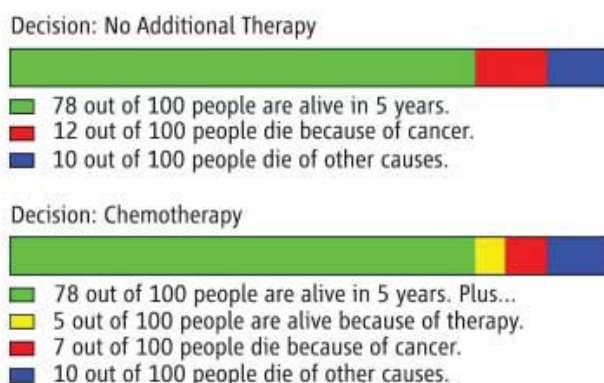 Decision: No Additional Therapy
78 out of 100 people are alive in 5 years.
12 out of 100 people die because of cancer.
10 out of 100 people die of other causes.
Decision: Chemotherapy
78 out of 100 people are alive in 5 years. Plus...
5 out of 100 people are alive because of therapy.
7 out of 100 people die because of cancer.
10 out of 100 people die of other causes.